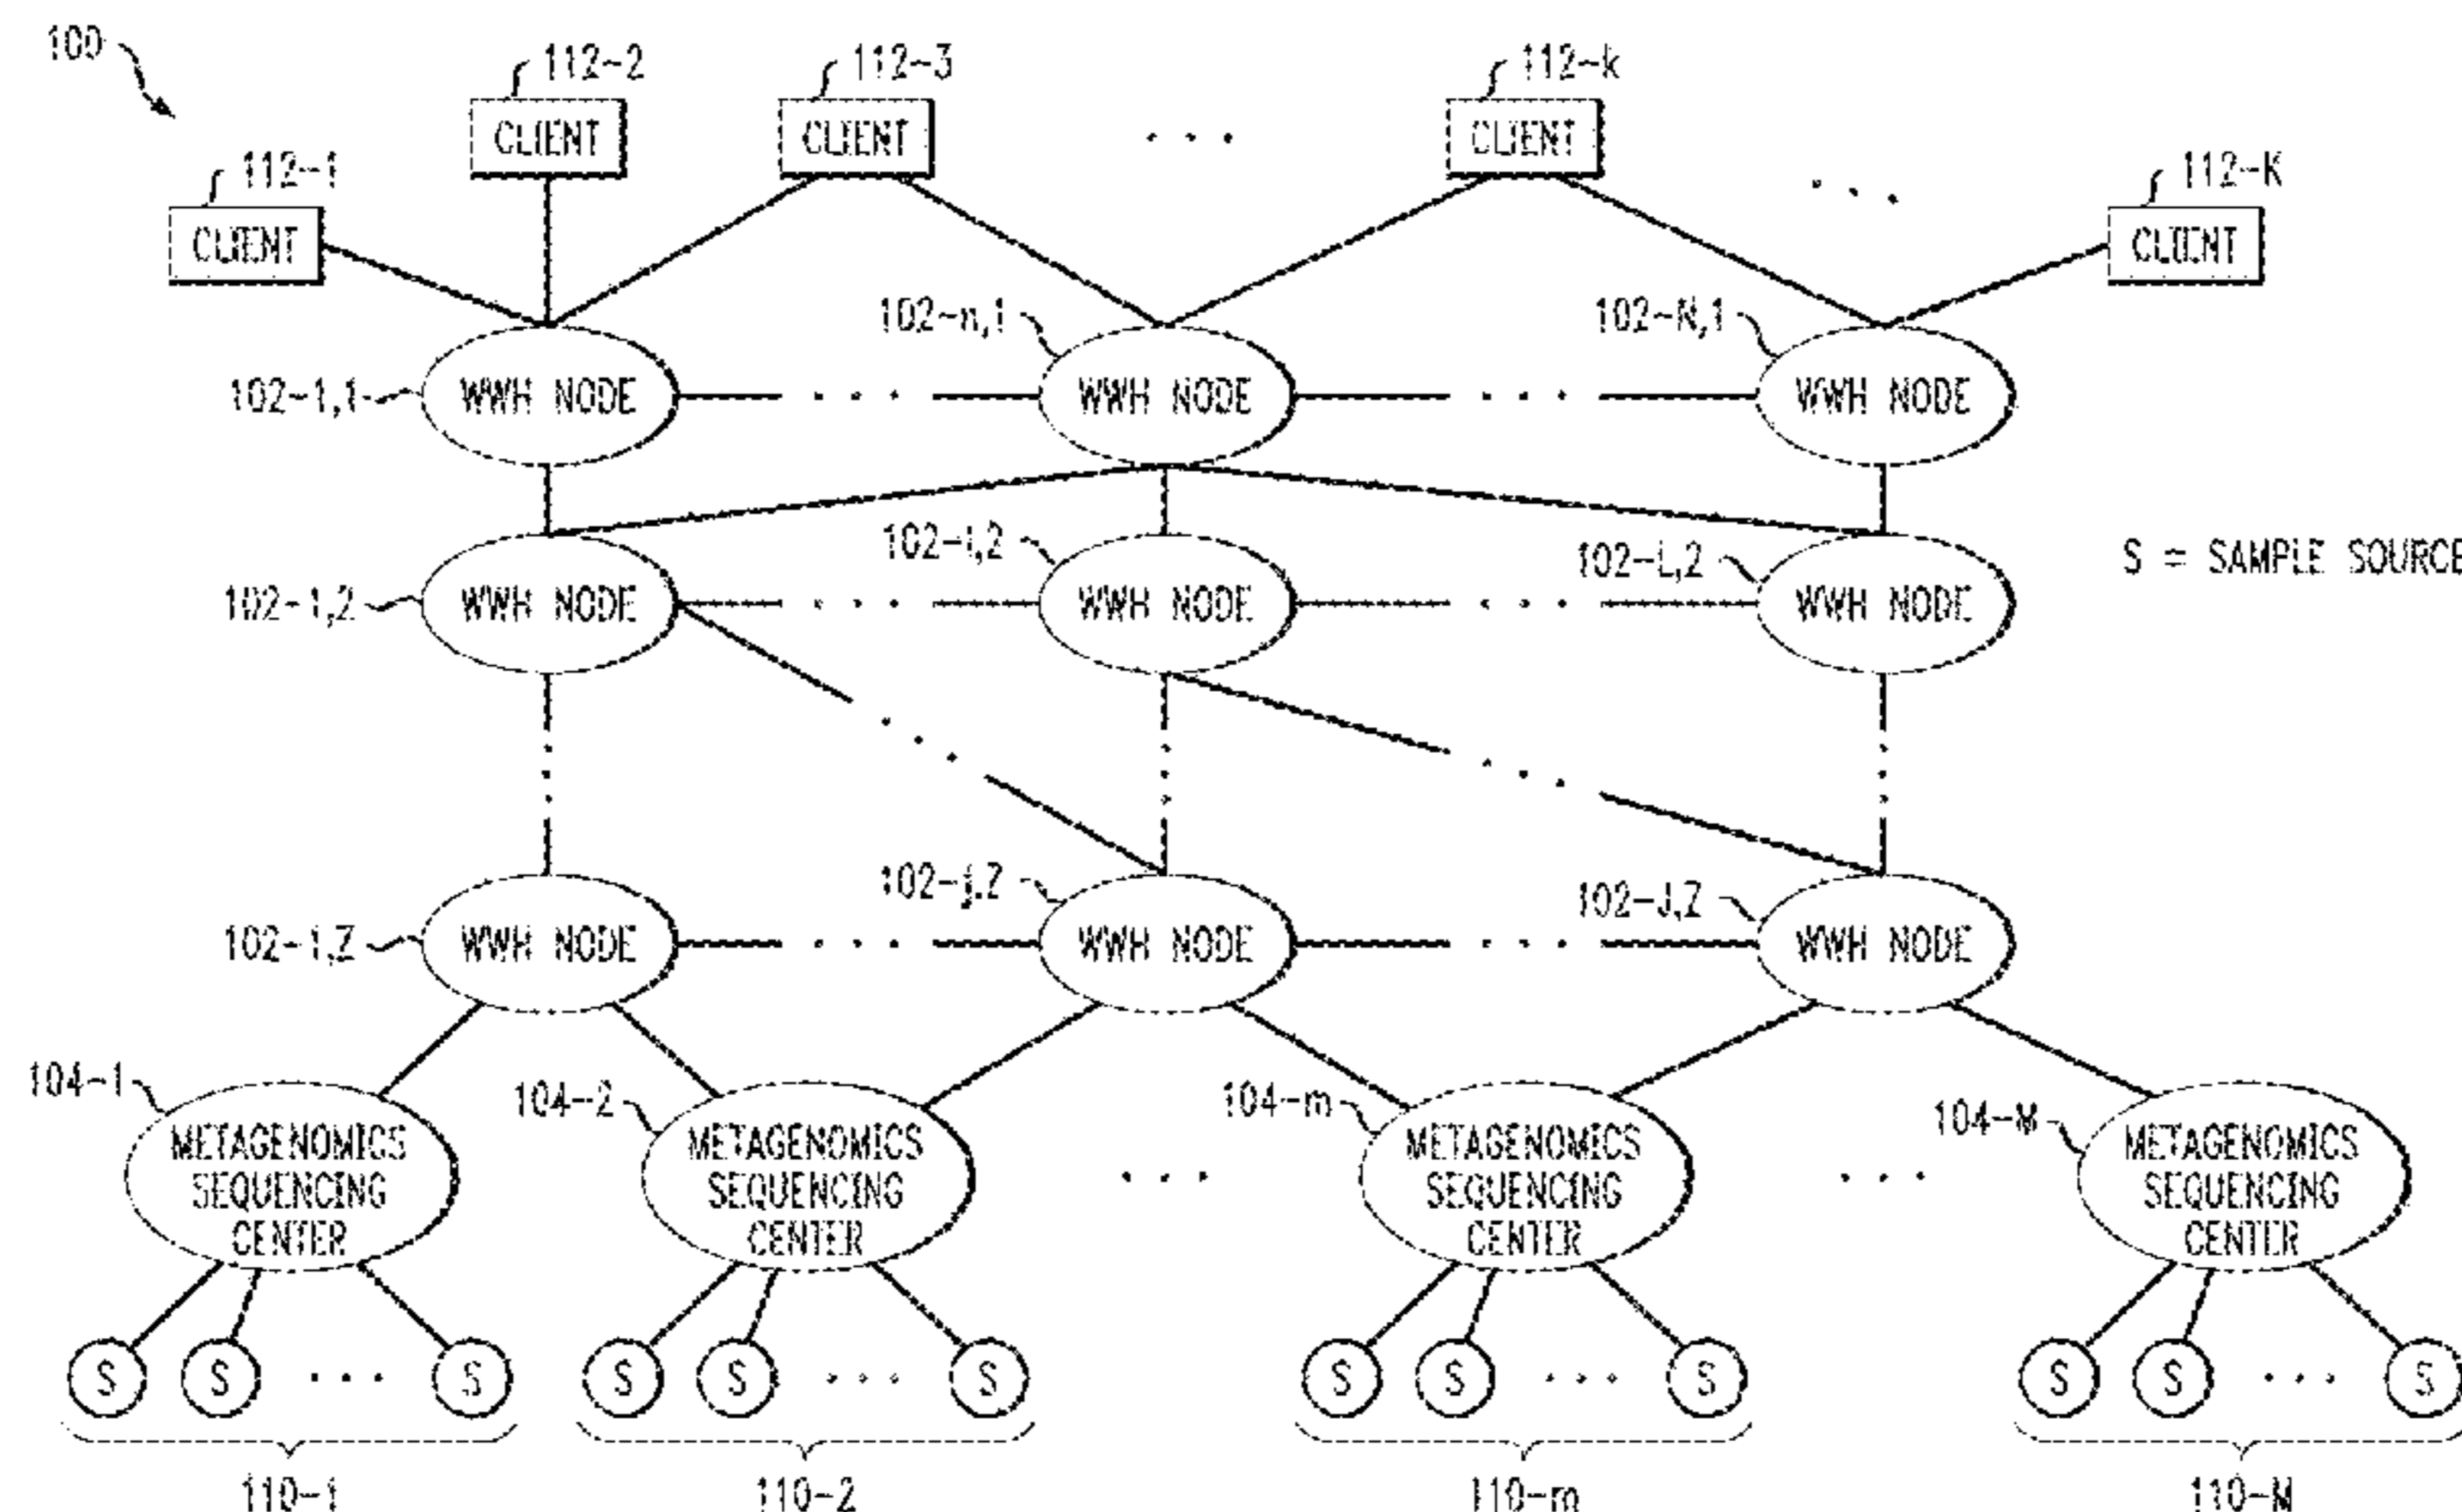 100
112-2
112-3
112-k
CLIENT
CLIENT
CLIENT
112-1
112-K
CLIENT
CLIENT
102-n,1
102-N,1
102-1,1
WWH NODE
WWH NODE
WWH NODE
102-i,2
102-L,2
S = SAMPLE SOURCE
102-1,2
WWH NODE
WWH NODE
WWH NODE
102-j,Z
102-J,Z
102-1,Z
WWH NODE
WWH NODE
WWH NODE
104-1
104-2
104-m
104-M
METAGENOMICS
SEQUENCING
CENTER
METAGENOMICS
SEQUENCING
CENTER
METAGENOMICS
SEQUENCING
CENTER
METAGENOMICS
SEQUENCING
CENTER
S S ... S
S S ... S
S S ... S
S S ... S
110-1
110-2
110-m
110-M